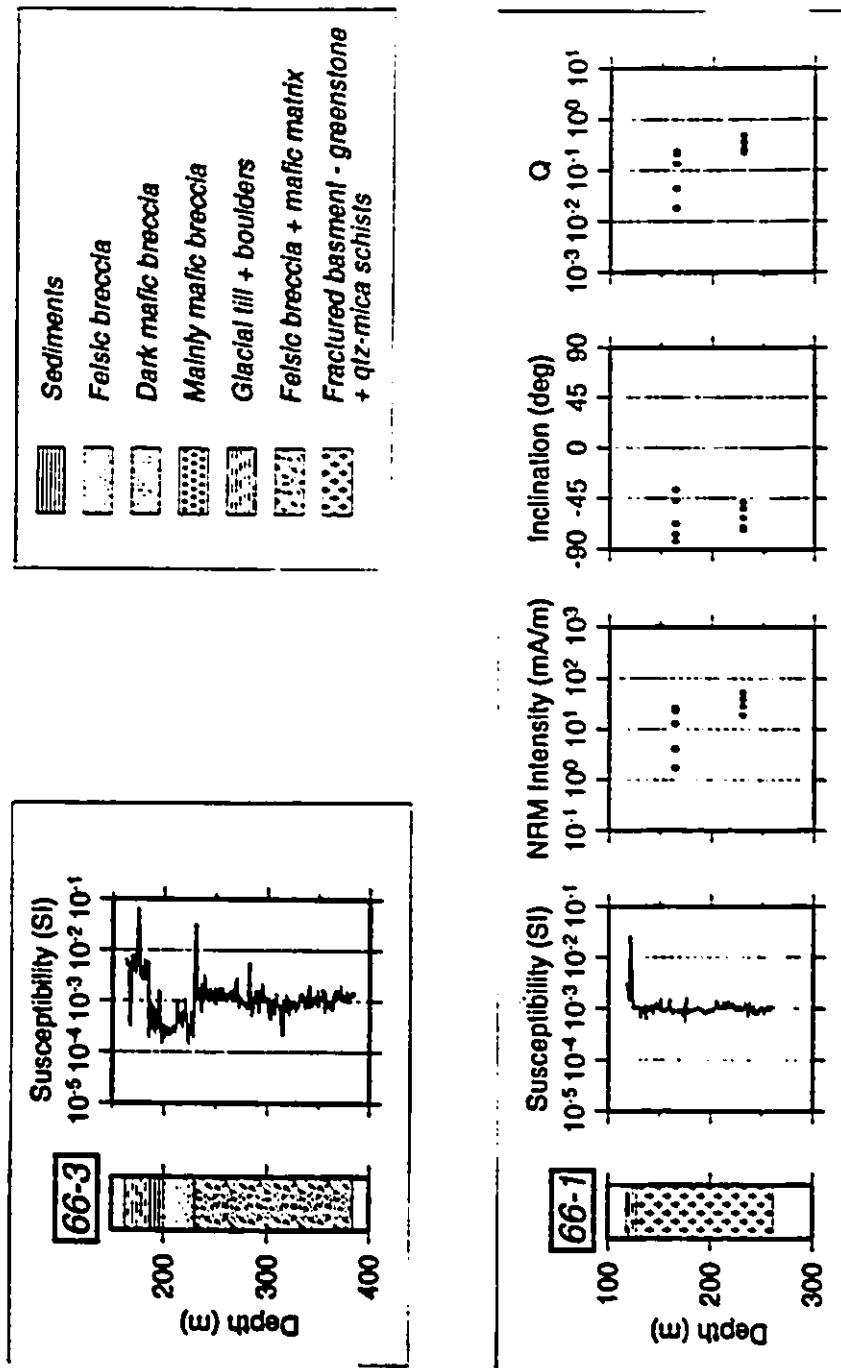 66-3
Susceptibility (SI)
10-5 10-4 10-3 10-2 10-1
Depth (m)
200
300
400
Sediments
Felsic breccia
Dark mafic breccia
Mainly mafic breccia
Glacial till + boulders
Felsic breccia + mafic matrix
Fractured basment - greenstone
+ qtz-mica schists
66-1
Susceptibility (SI)
10-5 10-4 10-3 10-2 10-1
NRM Intensity (mA/m)
10-1 100 101 102 103
Inclination (deg)
-90 -45 0 45 90
Q
10-3 10-2 10-1 100 101
Depth (m)
100
200
300